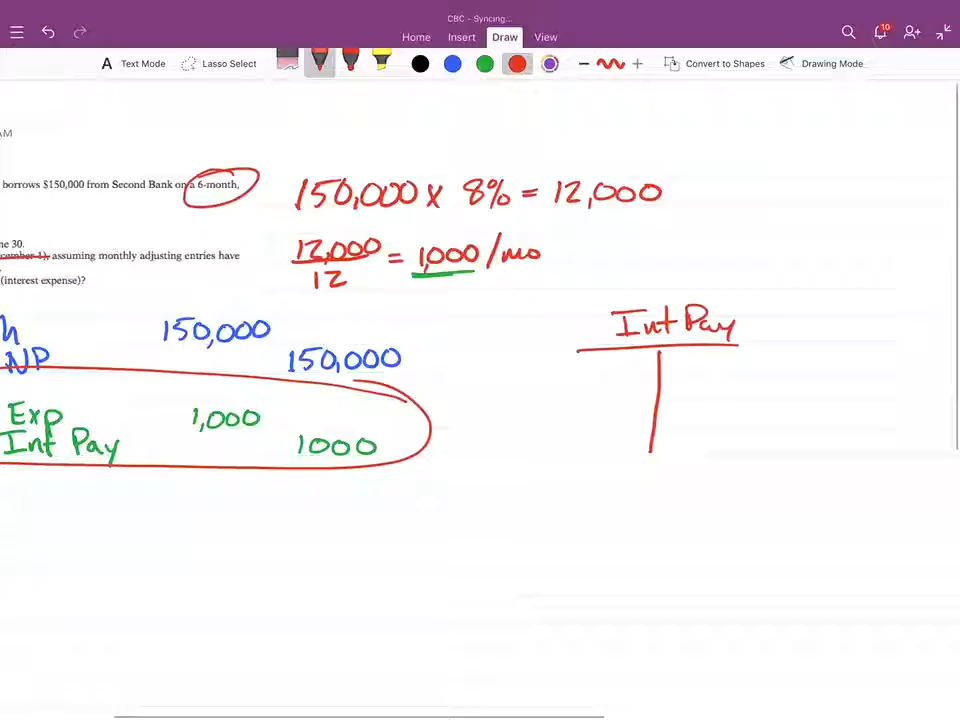 CBC - Syncing...
Home Insert Draw View
10
Text Mode Lasso Select Convert to Shapes Drawing Mode
AM
borrows $150,000 from Second Bank on a 6-month,
150,000 x 8% = 12,000
ne 30.
cember 1), assuming monthly adjusting entries have
12,000
12
= 1,000 /mo
(interest expense)?
h 150,000
NP 150,000
Int Pay
Exp 1,000
Int Pay 1000